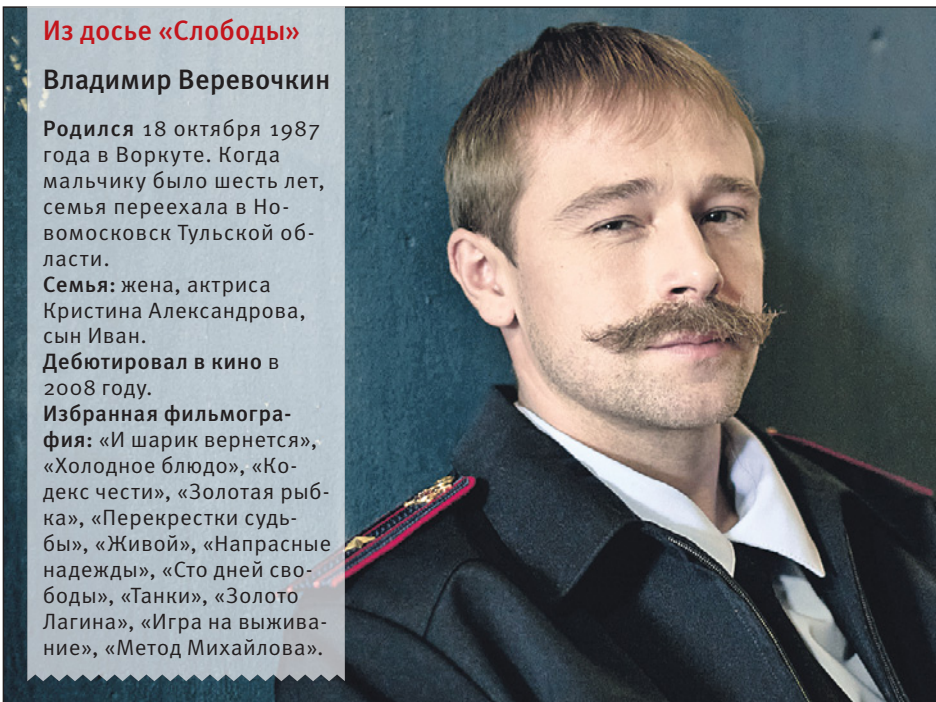 Из досье «Слободы»
Владимир Веревочкин
Родился 18 октября 1987
года в Воркуте. Когда
мальчику было шесть лет,
семья переехала в Но-
вомосковск Тульской об-
ласти.
Семья: жена, актриса
Кристина Александрова,
сын Иван.
Дебютировал в кино в
2008 году.
Избранная фильмогра-
фия: «И шарик вернется»,
«Холодное блюдо», «Ко-
декс чести», «Золотая рыб-
ка», «Перекрестки судь-
бы», «Живой», «Напрасные
надежды», «Сто дней сво-
боды», «Танки», «Золото
Лагина», «Игра на выжива-
ние», «Метод Михайлова».